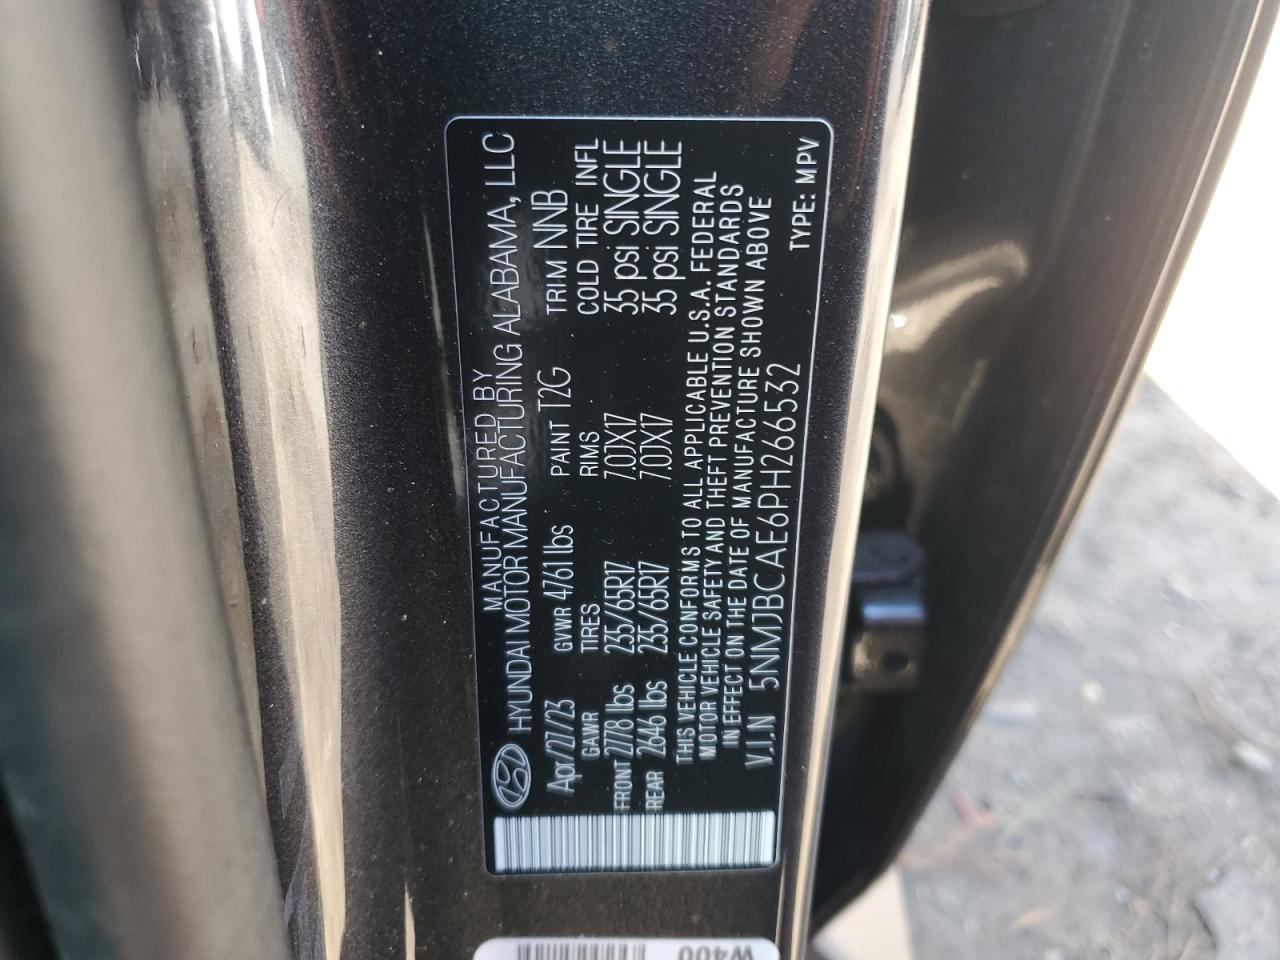 MANUFACTURED BY
HYUNDAI MOTOR MANUFACTURING ALABAMA, LLC
Apr/27/23 GVWR 4761 lbs PAINT T2G TRIM NNB
GAWR TIRES RIMS COLD TIRE INFL
FRONT 2778 lbs 235/65R17 7.0JX17 35 psi SINGLE
REAR 2646 lbs 235/65R17 7.0JX17 35 psi SINGLE
THIS VEHICLE CONFORMS TO ALL APPLICABLE U.S.A. FEDERAL
MOTOR VEHICLE SAFETY AND THEFT PREVENTION STANDARDS
IN EFFECT ON THE DATE OF MANUFACTURE SHOWN ABOVE
V.I.N 5NMJBCAE6PH266532
TYPE: MPV
W400